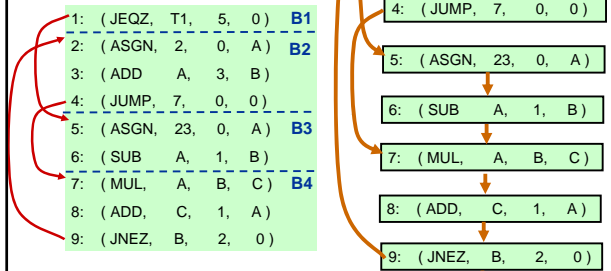 1: ( JEQZ, T1, 5, 0 ) B1
2: ( ASGN, 2, 0, A ) B2
3: ( ADD A, 3, B )
4: ( JUMP, 7, 0, 0 )
5: ( ASGN, 23, 0, A ) B3
6: ( SUB A, 1, B )
7: ( MUL, A, B, C ) B4
8: ( ADD, C, 1, A )
9: ( JNEZ, B, 2, 0 )
4: ( JUMP, 7, 0, 0 )
5: ( ASGN, 23, 0, A )
6: ( SUB A, 1, B )
7: ( MUL, A, B, C )
8: ( ADD, C, 1, A )
9: ( JNEZ, B, 2, 0 )